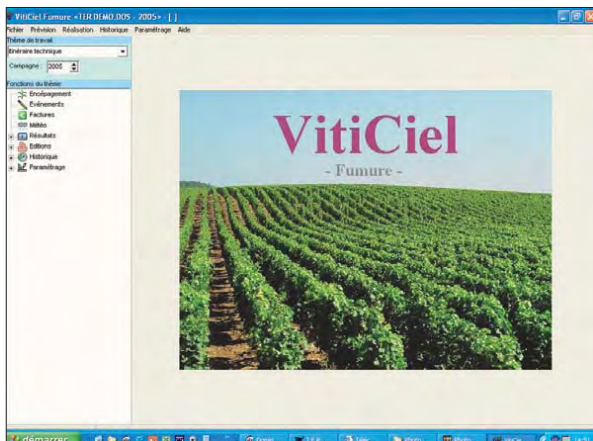 VitiCiel Fumure <TER.DEMO.DOS - 2005> - [ ]
Fichier Prévision Réalisation Historique Paramétrage Aide
Thème de travail
Itinéraire technique
Campagne : 2005
Fonctions du thème
Encépagement
Evénements
Factures
Météo
Résultats
Editions
Historique
Paramétrage
VitiCiel
- Fumure -
démarrer